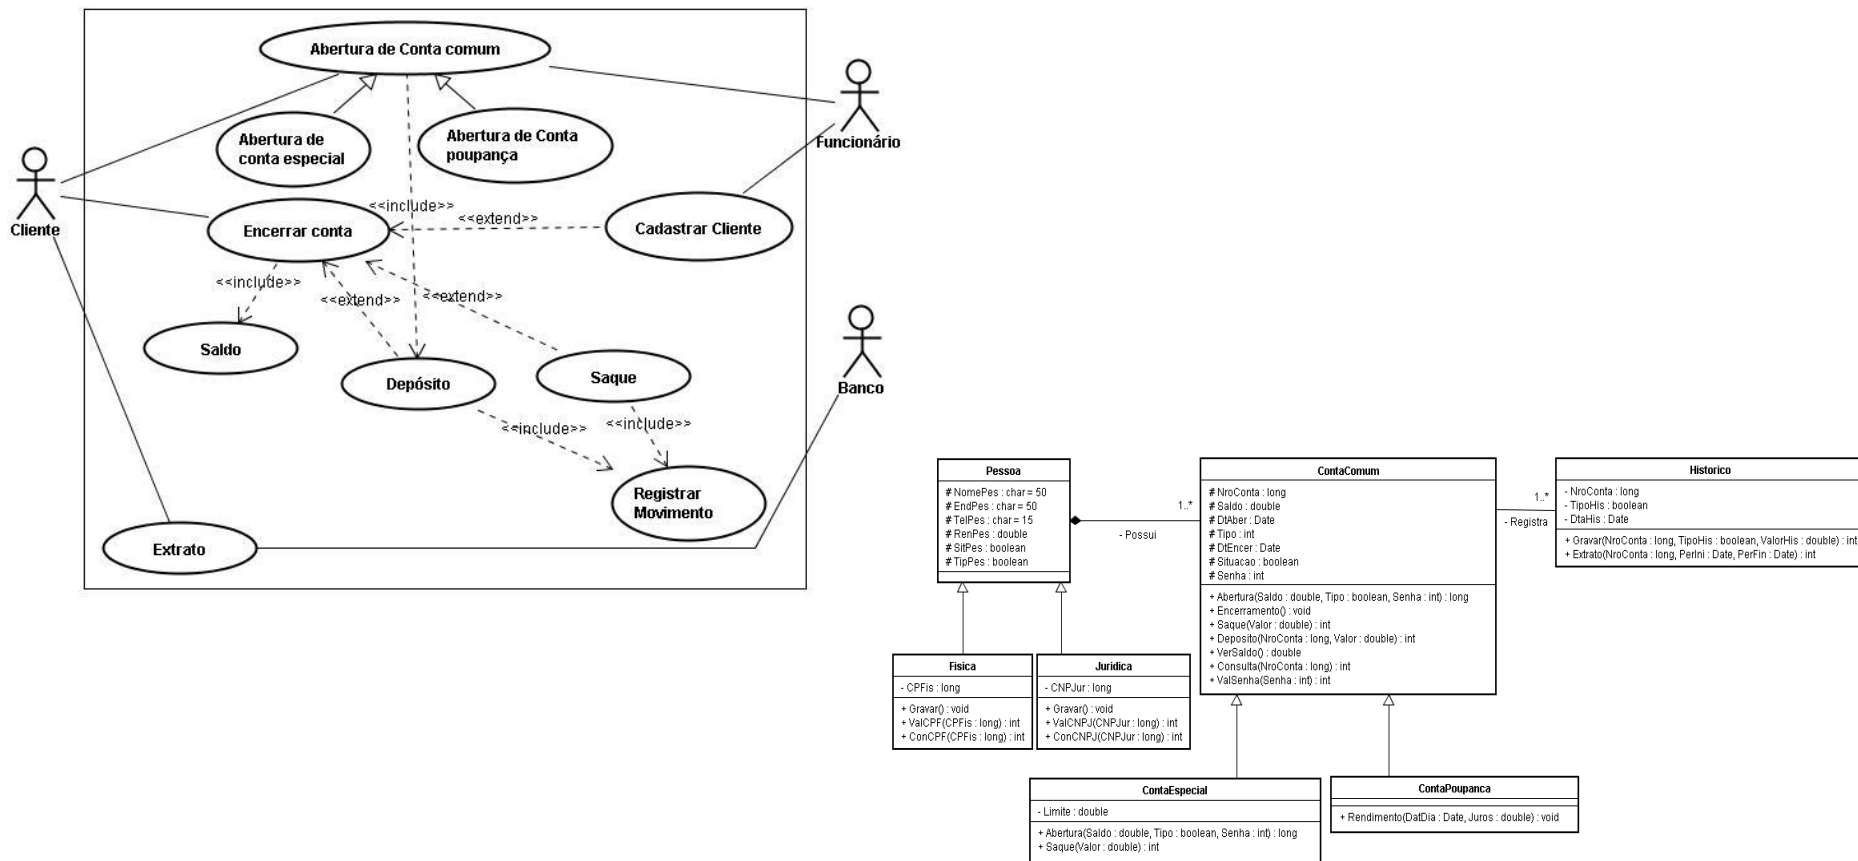 Abertura de Conta comum
Abertura de
conta especial
Abertura de Conta
poupança
Funcionário
Cliente
<<include>>
<<extend>>
Encerrar conta
Cadastrar Cliente
<<include>>
<<extend>>
<<extend>>
Saldo
Depósito
Saque
Banco
<<include>>
<<include>>
Registrar
Movimento
Extrato
Pessoa
# NomePes : char = 50
# EndPes : char = 50
# TelPes : char = 15
# RenPes : double
# SitPes : boolean
# TipPes : boolean
1..*
- Possui
ContaComum
# NroConta : long
# Saldo : double
# DtAber : Date
# Tipo : int
# DtEncer : Date
# Situacao : boolean
# Senha : int
+ Abertura(Saldo : double, Tipo : boolean, Senha : int) : long
+ Encerramento() : void
+ Saque(Valor : double) : int
+ Deposito(NroConta : long, Valor : double) : int
+ VerSaldo() : double
+ Consulta(NroConta : long) : int
+ ValSenha(Senha : int) : int
1..*
- Registra
Historico
- NroConta : long
- TipoHis : boolean
- DtaHis : Date
+ Gravar(NroConta : long, TipoHis : boolean, ValorHis : double) : int
+ Extrato(NroConta : long, PerIni : Date, PerFin : Date) : int
Fisica
- CPFis : long
+ Gravar() : void
+ ValCPF(CPFis : long) : int
+ ConCPF(CPFis : long) : int
Juridica
- CNPJur : long
+ Gravar() : void
+ ValCNPJ(CNPJur : long) : int
+ ConCNPJ(CNPJur : long) : int
ContaEspecial
- Limite : double
+ Abertura(Saldo : double, Tipo : boolean, Senha : int) : long
+ Saque(Valor : double) : int
ContaPoupanca
+ Rendimento(DatDia : Date, Juros : double) : void